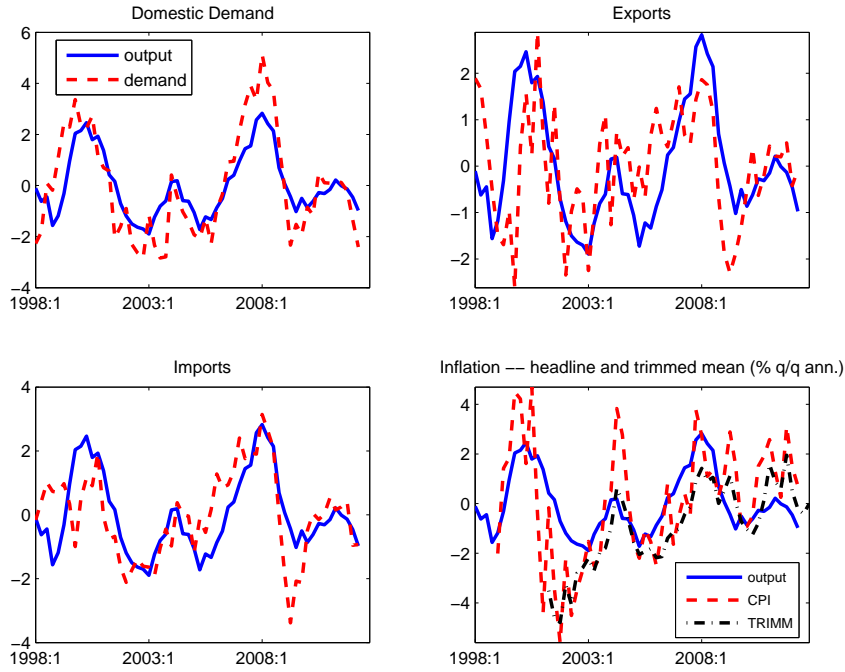 Domestic Demand
6
4
2
0
−2
−4
1998:1 2003:1 2008:1
output
demand
Exports
2
1
0
−1
−2
1998:1 2003:1 2008:1
Imports
4
2
0
−2
−4
1998:1 2003:1 2008:1
Inflation −− headline and trimmed mean (% q/q ann.)
4
2
0
−2
−4
1998:1 2003:1 2008:1
output
CPI
TRIMM